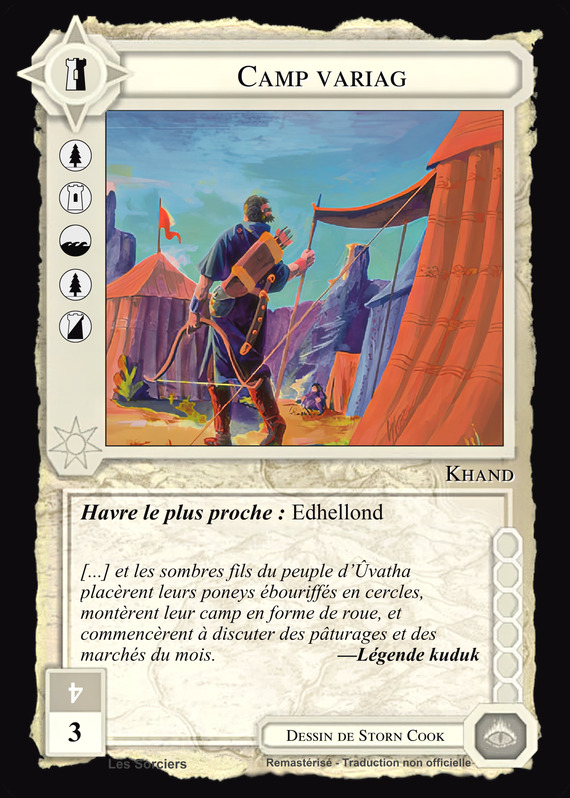 Camp variag
Khand
Havre le plus proche : Edhellond
[...] et les sombres fils du peuple d'Ûvatha
placèrent leurs poneys ébouriffés en cercles,
montèrent leur camp en forme de roue, et
commencèrent à discuter des pâturages et des
marchés du mois. —Légende kuduk
4
3
Dessin de Storn Cook
Les Sorciers
Remastérisé - Traduction non officielle